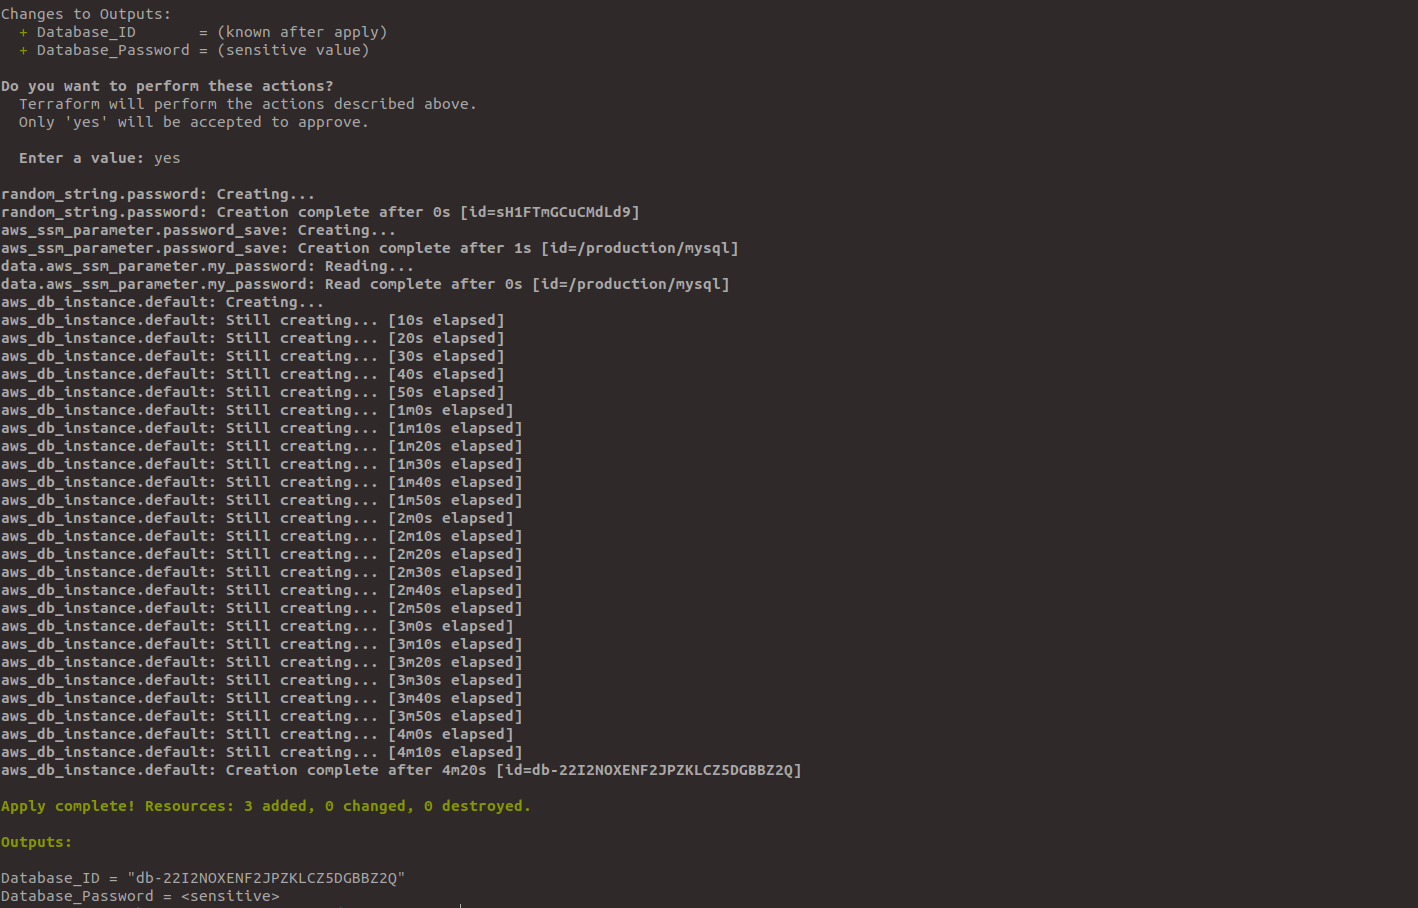 Changes to Outputs:
+ Database_ID = (known after apply)
+ Database_Password = (sensitive value)
Do you want to perform these actions?
Terraform will perform the actions described above.
Only 'yes' will be accepted to approve.
Enter a value: yes
random_string.password: Creating...
random_string.password: Creation complete after 0s [id=sH1FTmGCuCMdLd9]
aws_ssm_parameter.password_save: Creating...
aws_ssm_parameter.password_save: Creation complete after 1s [id=/production/mysql]
data.aws_ssm_parameter.my_password: Reading...
data.aws_ssm_parameter.my_password: Read complete after 0s [id=/production/mysql]
aws_db_instance.default: Creating...
aws_db_instance.default: Still creating... [10s elapsed]
aws_db_instance.default: Still creating... [20s elapsed]
aws_db_instance.default: Still creating... [30s elapsed]
aws_db_instance.default: Still creating... [40s elapsed]
aws_db_instance.default: Still creating... [50s elapsed]
aws_db_instance.default: Still creating... [1m0s elapsed]
aws_db_instance.default: Still creating... [1m10s elapsed]
aws_db_instance.default: Still creating... [1m20s elapsed]
aws_db_instance.default: Still creating... [1m30s elapsed]
aws_db_instance.default: Still creating... [1m40s elapsed]
aws_db_instance.default: Still creating... [1m50s elapsed]
aws_db_instance.default: Still creating... [2m0s elapsed]
aws_db_instance.default: Still creating... [2m10s elapsed]
aws_db_instance.default: Still creating... [2m20s elapsed]
aws_db_instance.default: Still creating... [2m30s elapsed]
aws_db_instance.default: Still creating... [2m40s elapsed]
aws_db_instance.default: Still creating... [2m50s elapsed]
aws_db_instance.default: Still creating... [3m0s elapsed]
aws_db_instance.default: Still creating... [3m10s elapsed]
aws_db_instance.default: Still creating... [3m20s elapsed]
aws_db_instance.default: Still creating... [3m30s elapsed]
aws_db_instance.default: Still creating... [3m40s elapsed]
aws_db_instance.default: Still creating... [3m50s elapsed]
aws_db_instance.default: Still creating... [4m0s elapsed]
aws_db_instance.default: Still creating... [4m10s elapsed]
aws_db_instance.default: Creation complete after 4m20s [id=db-22I2NOXENF2JPZKLCZ5DGBBZ2Q]
Apply complete! Resources: 3 added, 0 changed, 0 destroyed.
Outputs:
Database_ID = "db-22I2NOXENF2JPZKLCZ5DGBBZ2Q"
Database_Password = <sensitive>